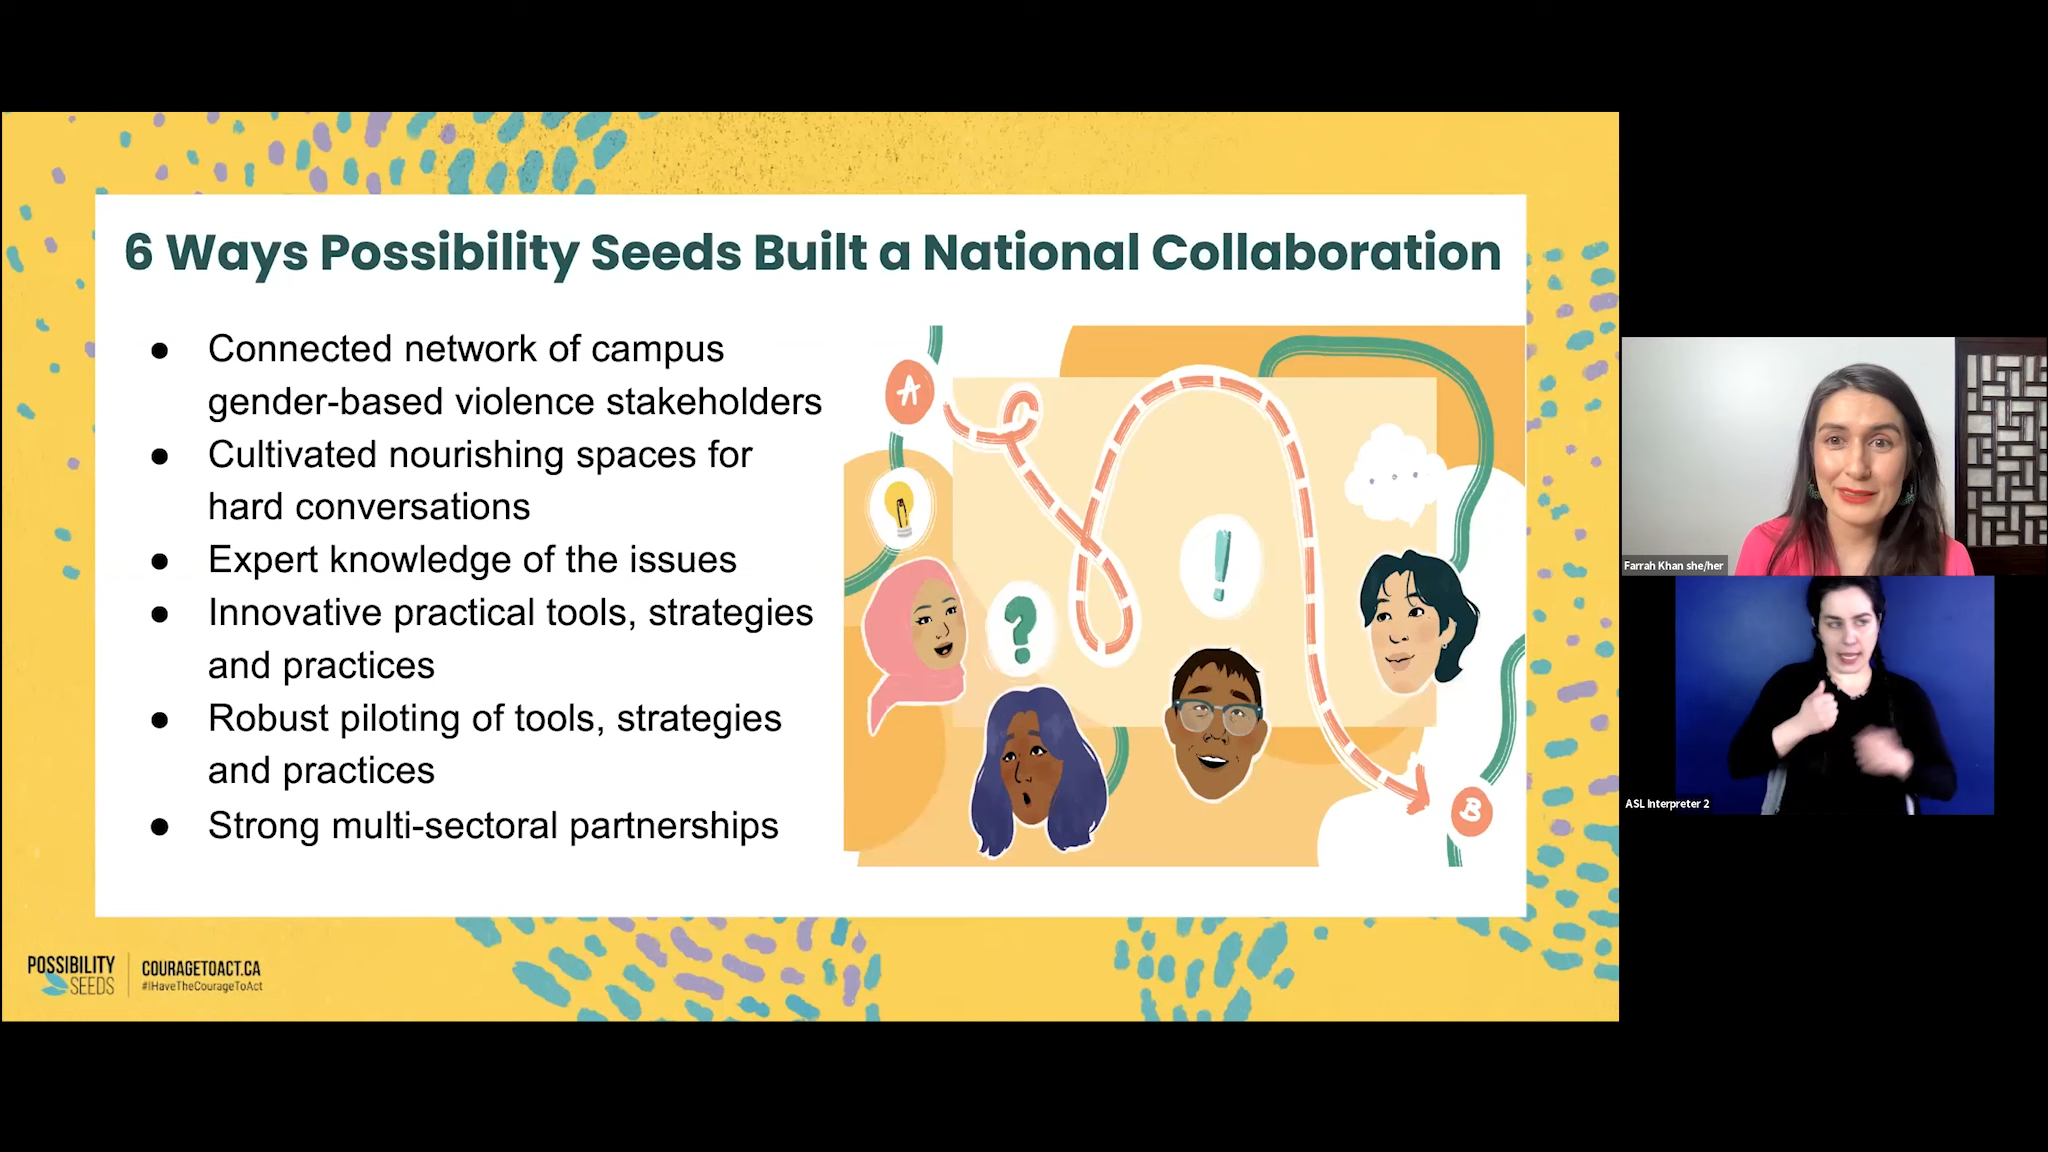 6 Ways Possibility Seeds Built a National Collaboration
● Connected network of campus
gender-based violence stakeholders
● Cultivated nourishing spaces for
hard conversations
● Expert knowledge of the issues
● Innovative practical tools, strategies
and practices
● Robust piloting of tools, strategies
and practices
● Strong multi-sectoral partnerships
A
?
!
...
B
POSSIBILITY
SEEDS
COURAGETOACT.CA
#IHaveTheCourageToAct
Farrah Khan she/her
ASL Interpreter 2